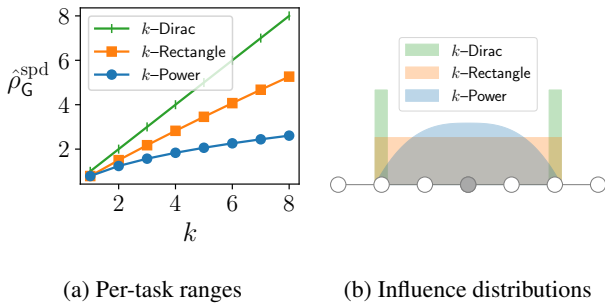 8
6
4
2
ρ̂_G^spd
k–Dirac
k–Rectangle
k–Power
2 4 6 8
k
k–Dirac
k–Rectangle
k–Power
(a) Per-task ranges
(b) Influence distributions